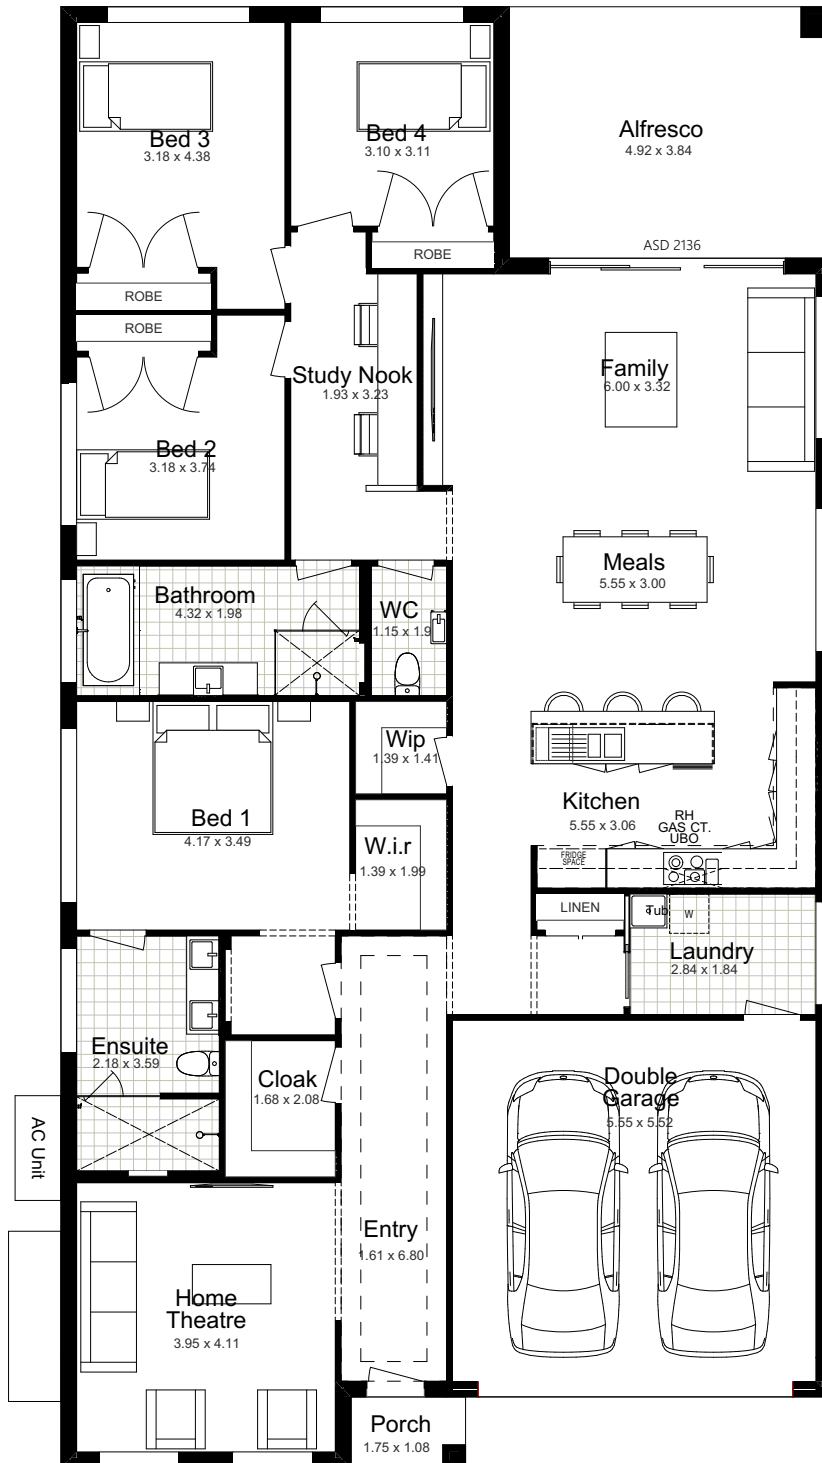 Bed 3
3.18 x 4.38
Bed 4
3.10 x 3.11
Alfresco
4.92 x 3.84
ASD 2136
ROBE
ROBE
ROBE
Study Nook
1.93 x 3.23
Family
6.00 x 3.32
Bed 2
3.18 x 3.74
Meals
5.55 x 3.00
Bathroom
4.32 x 1.98
WC
1.15 x 1.9
Wip
1.39 x 1.41
Bed 1
4.17 x 3.49
Kitchen
5.55 x 3.06
RH
GAS CT.
UBO
W.i.r
1.39 x 1.99
FRIDGE
SPACE
LINEN
Tub
W
Laundry
2.84 x 1.84
Ensuite
2.18 x 3.59
Cloak
1.68 x 2.08
Double
Garage
5.55 x 5.52
AC Unit
Entry
1.61 x 6.80
Home
Theatre
3.95 x 4.11
Porch
1.75 x 1.08